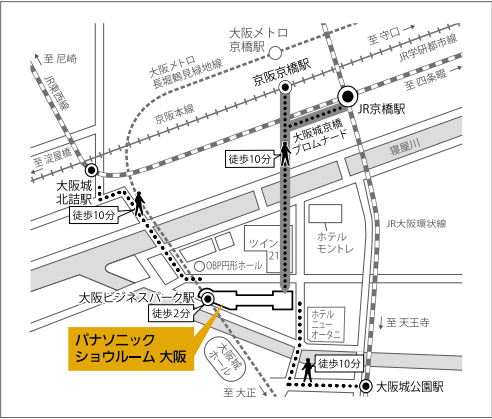 大阪メトロ
京橋駅
至 守口
至 尼崎
大阪メトロ
長堀鶴見緑地線
京阪京橋駅
JR学研都市線
至 四条畷
JR東西線
京阪本線
JR京橋駅
大阪城京橋
プロムナード
至 淀屋橋
徒歩10分
寝屋川
大阪城
北詰駅
徒歩10分
ツイン
21
ホテル
モントレ
JR大阪環状線
OBP円形ホール
大阪ビジネスパーク駅
徒歩2分
ホテル
ニュー
オータニ
至 天王寺
パナソニック
ショウルーム 大阪
大阪城
ホール
徒歩10分
大阪城公園駅
至 大正